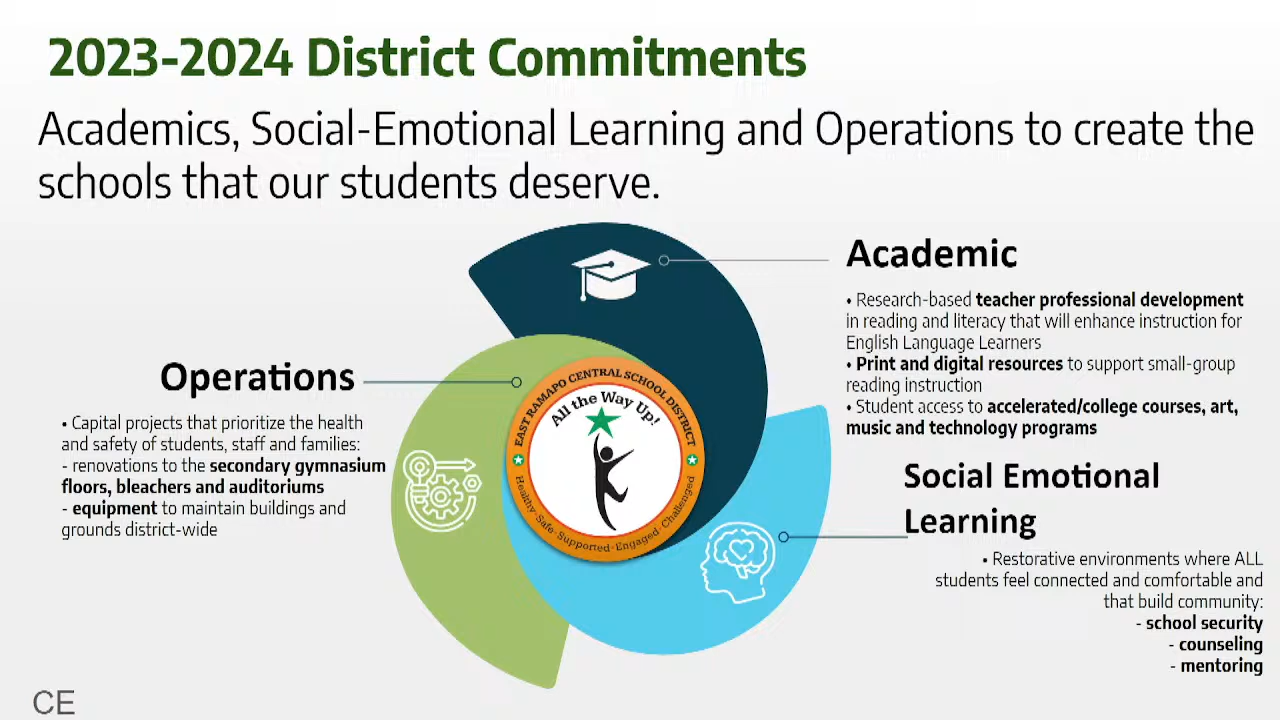 2023-2024 District Commitments
Academics, Social-Emotional Learning and Operations to create the
schools that our students deserve.
Academic
• Research-based teacher professional development
in reading and literacy that will enhance instruction for
English Language Learners
• Print and digital resources to support small-group
reading instruction
• Student access to accelerated/college courses, art,
music and technology programs
Operations
• Capital projects that prioritize the health
and safety of students, staff and families:
- renovations to the secondary gymnasium
floors, bleachers and auditoriums
- equipment to maintain buildings and
grounds district-wide
EAST RAMAPO CENTRAL SCHOOL DISTRICT
All the Way Up!
Healthy · Safe · Supported · Engaged · Challenged
Social Emotional
Learning
• Restorative environments where ALL
students feel connected and comfortable and
that build community:
- school security
- counseling
- mentoring
CE